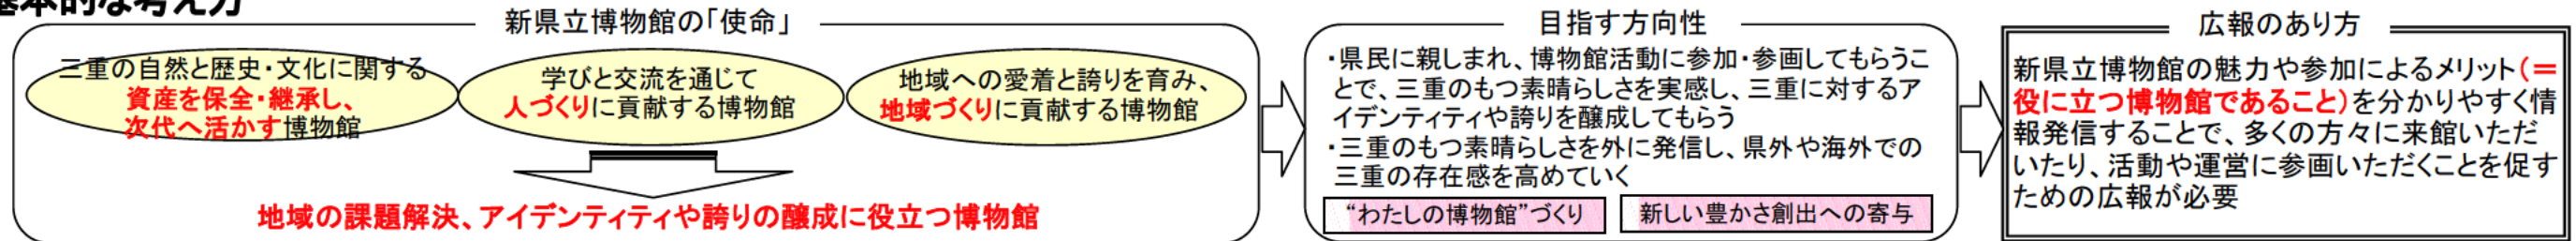 基本的な考え方
新県立博物館の「使命」
三重の自然と歴史・文化に関する
資産を保全・継承し、
次代へ活かす博物館
学びと交流を通じて
人づくりに貢献する博物館
地域への愛着と誇りを育み、
地域づくりに貢献する博物館
地域の課題解決、アイデンティティや誇りの醸成に役立つ博物館
目指す方向性
・県民に親しまれ、博物館活動に参加・参画してもらうこ
とで、三重のもつ素晴らしさを実感し、三重に対するア
イデンティティや誇りを醸成してもらう
・三重のもつ素晴らしさを外に発信し、県外や海外での
三重の存在感を高めていく
“わたしの博物館”づくり
新しい豊かさ創出への寄与
広報のあり方
新県立博物館の魅力や参加によるメリット(＝
役に立つ博物館であること)を分かりやすく情
報発信することで、多くの方々に来館いただ
いたり、活動や運営に参画いただくことを促す
ための広報が必要